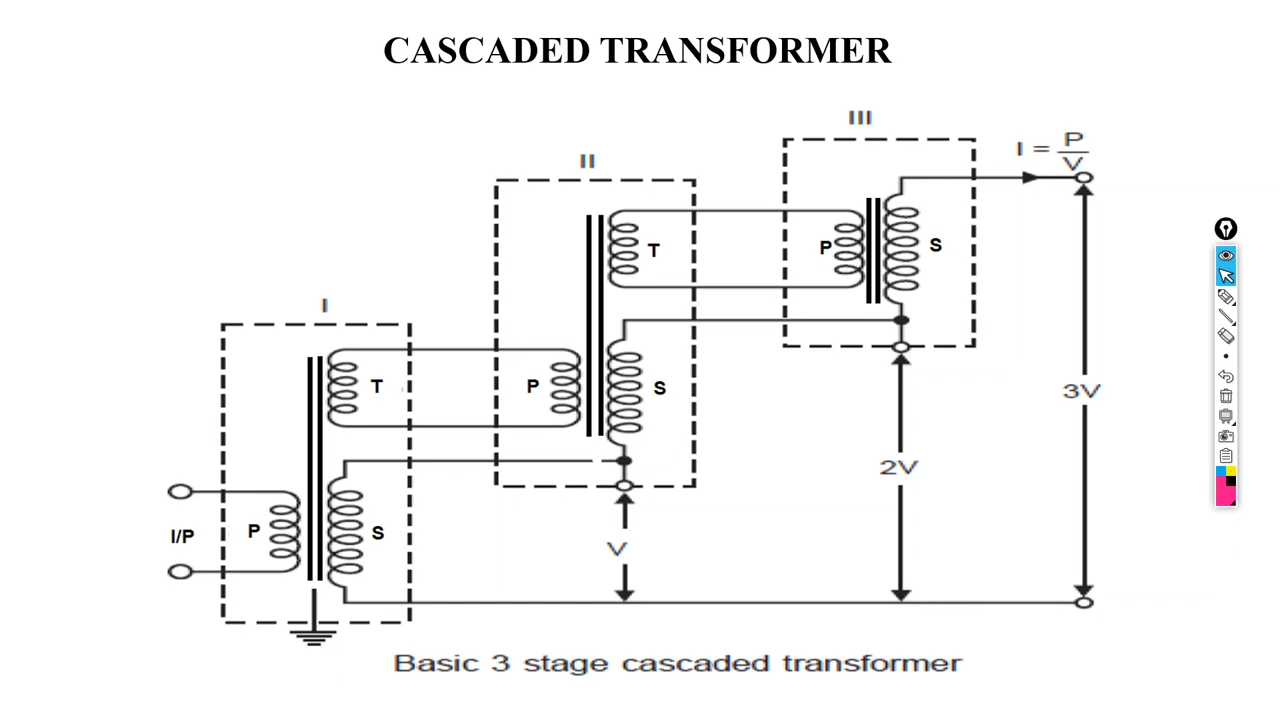 CASCADED TRANSFORMER
III
I = P/V
II
T
P
S
I
T
P
S
3V
2V
I/P
P
S
V
Basic 3 stage cascaded transformer